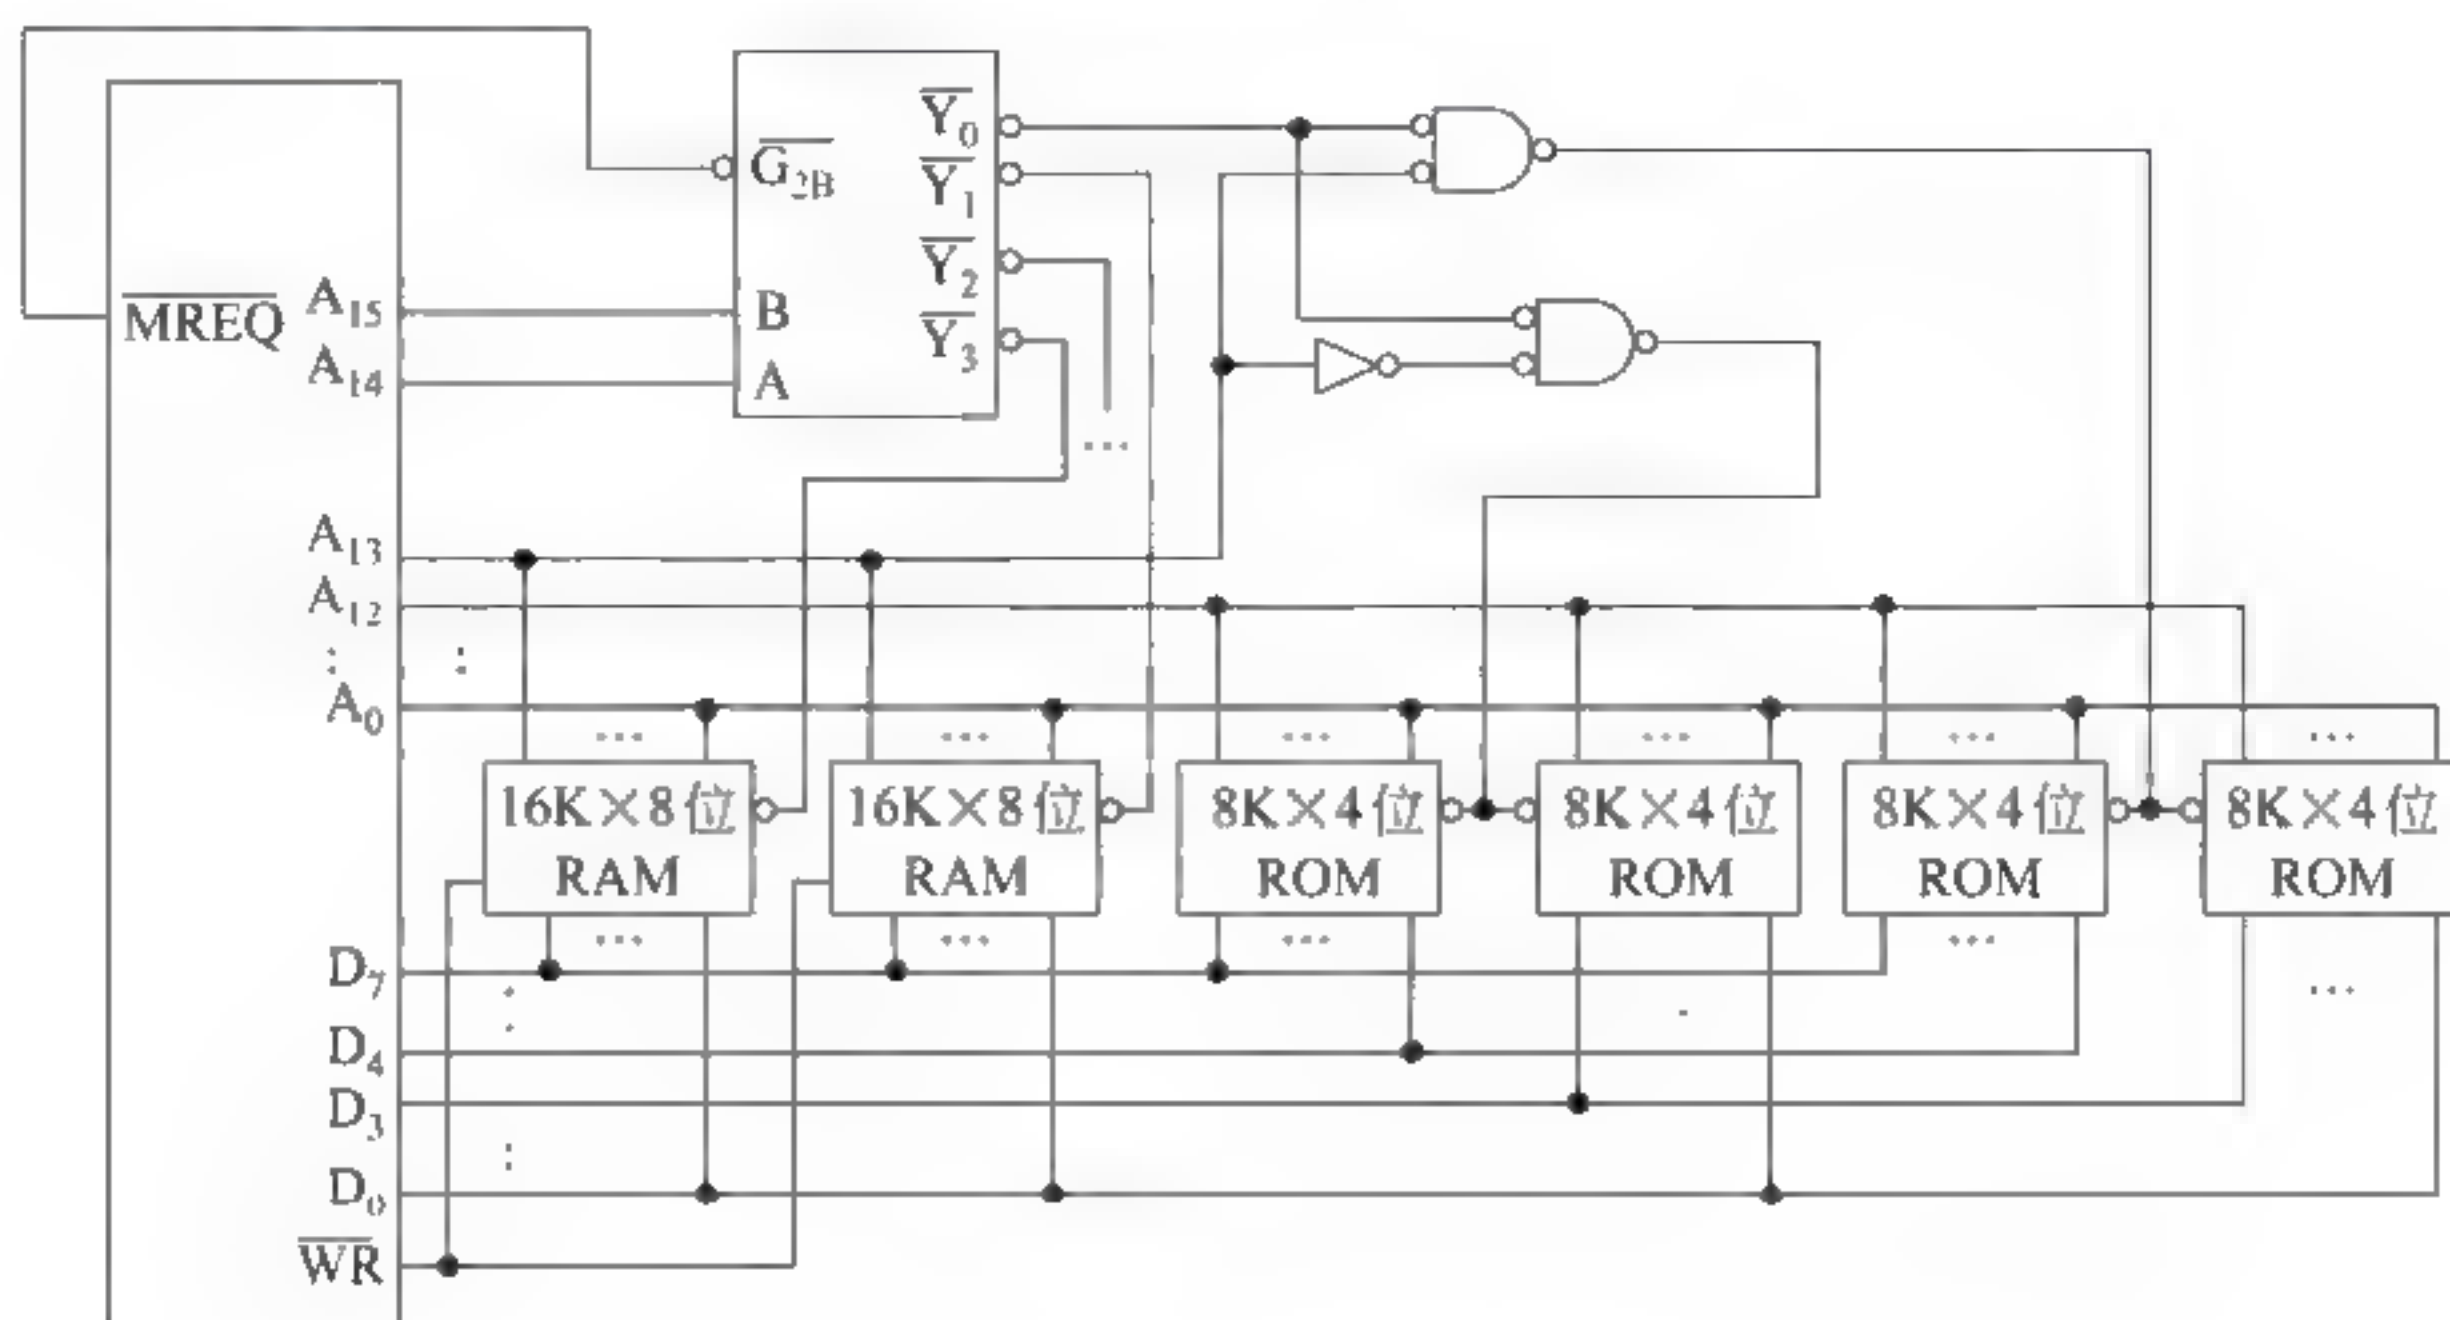 MREQ
A15
A14
A13
A12
⋮
A0
D7
D4
D3
D0
WR
G2B
B
A
Y0
Y1
Y2
Y3
…
16K×8位
RAM
16K×8位
RAM
8K×4位
ROM
8K×4位
ROM
8K×4位
ROM
8K×4位
ROM